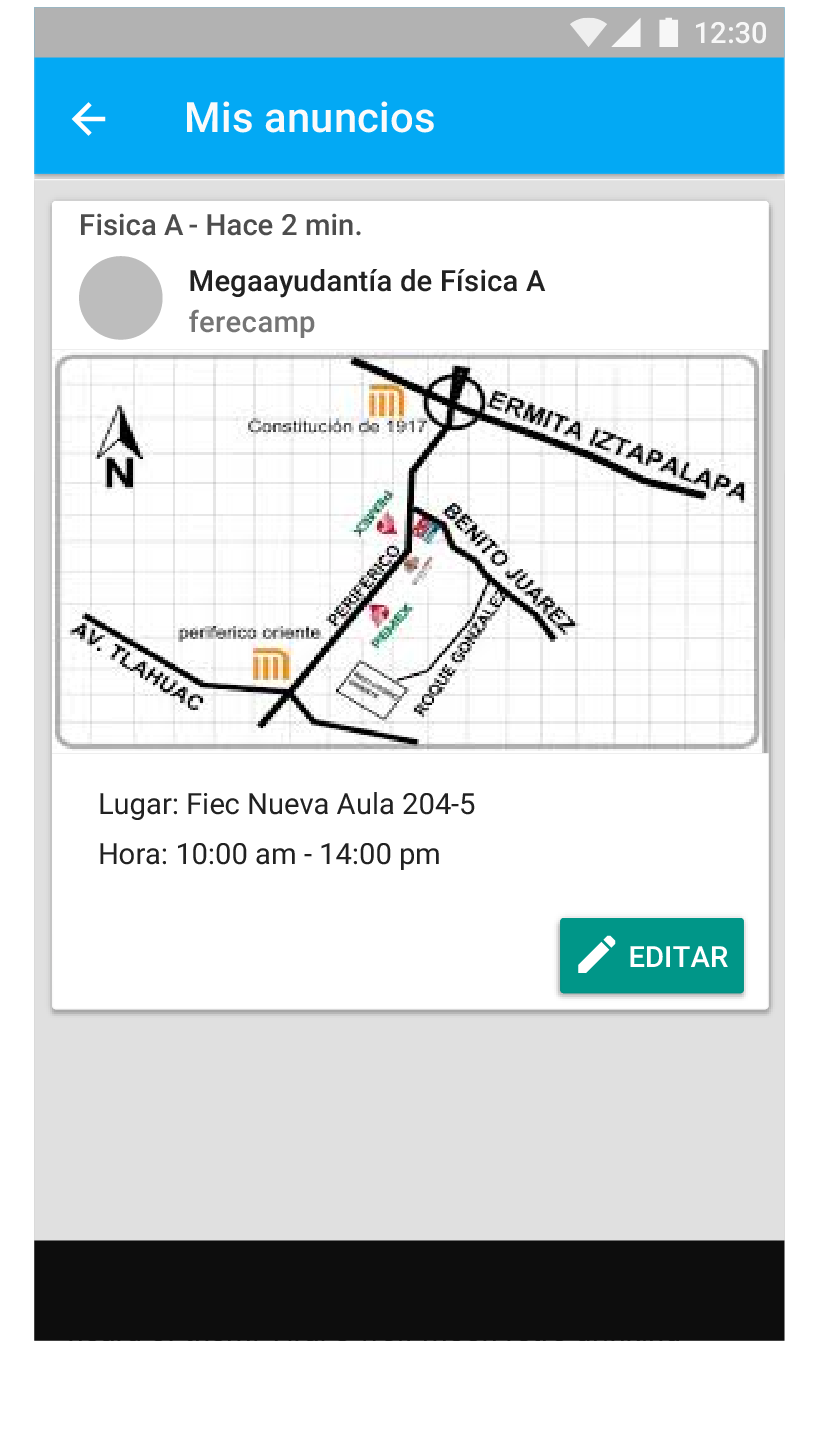 12:30
Mis anuncios
Fisica A - Hace 2 min.
Megaayudantía de Física A
ferecamp
ERMITA IZTAPALAPA
Constitución de 1917
N
PEMEX
BENITO JUAREZ
PERIFERICO
PEMEX
periferico oriente
ROQUE GONZALEZ
AV. TLAHUAC
Lugar: Fiec Nueva Aula 204-5
Hora: 10:00 am - 14:00 pm
EDITAR